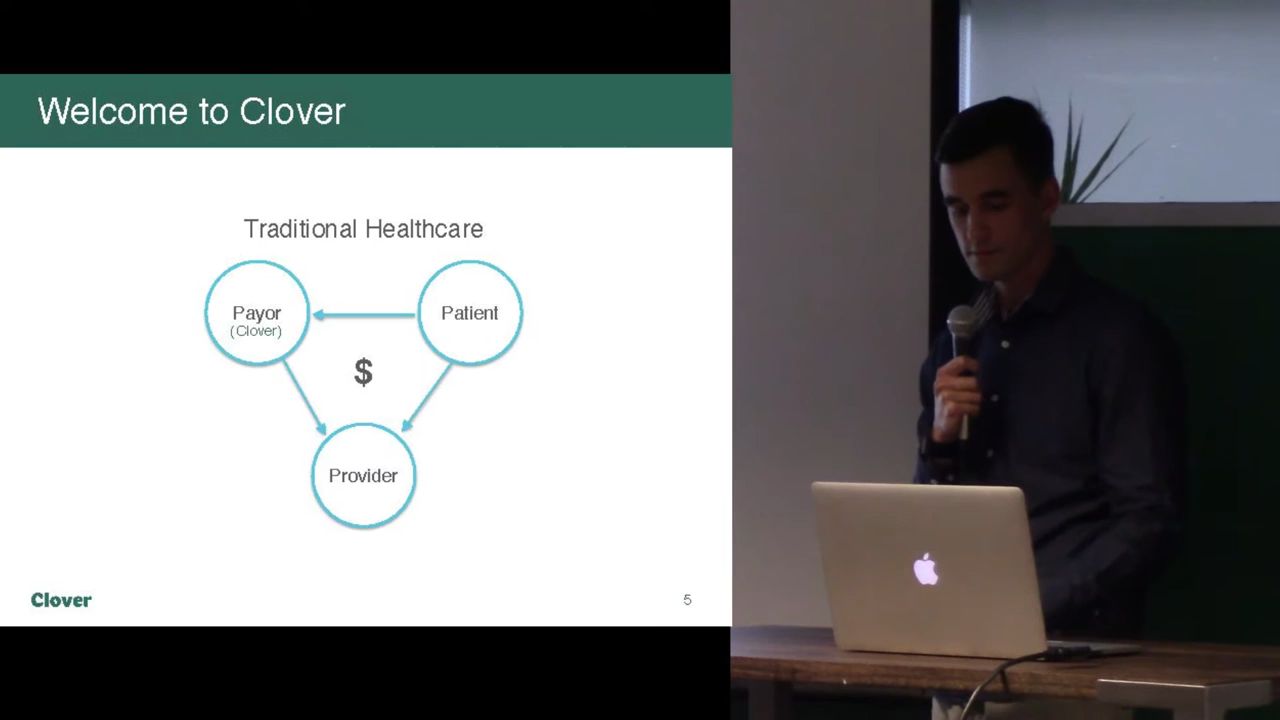 Welcome to Clover
Traditional Healthcare
Payor
(Clover)
Patient
$
Provider
Clover
5